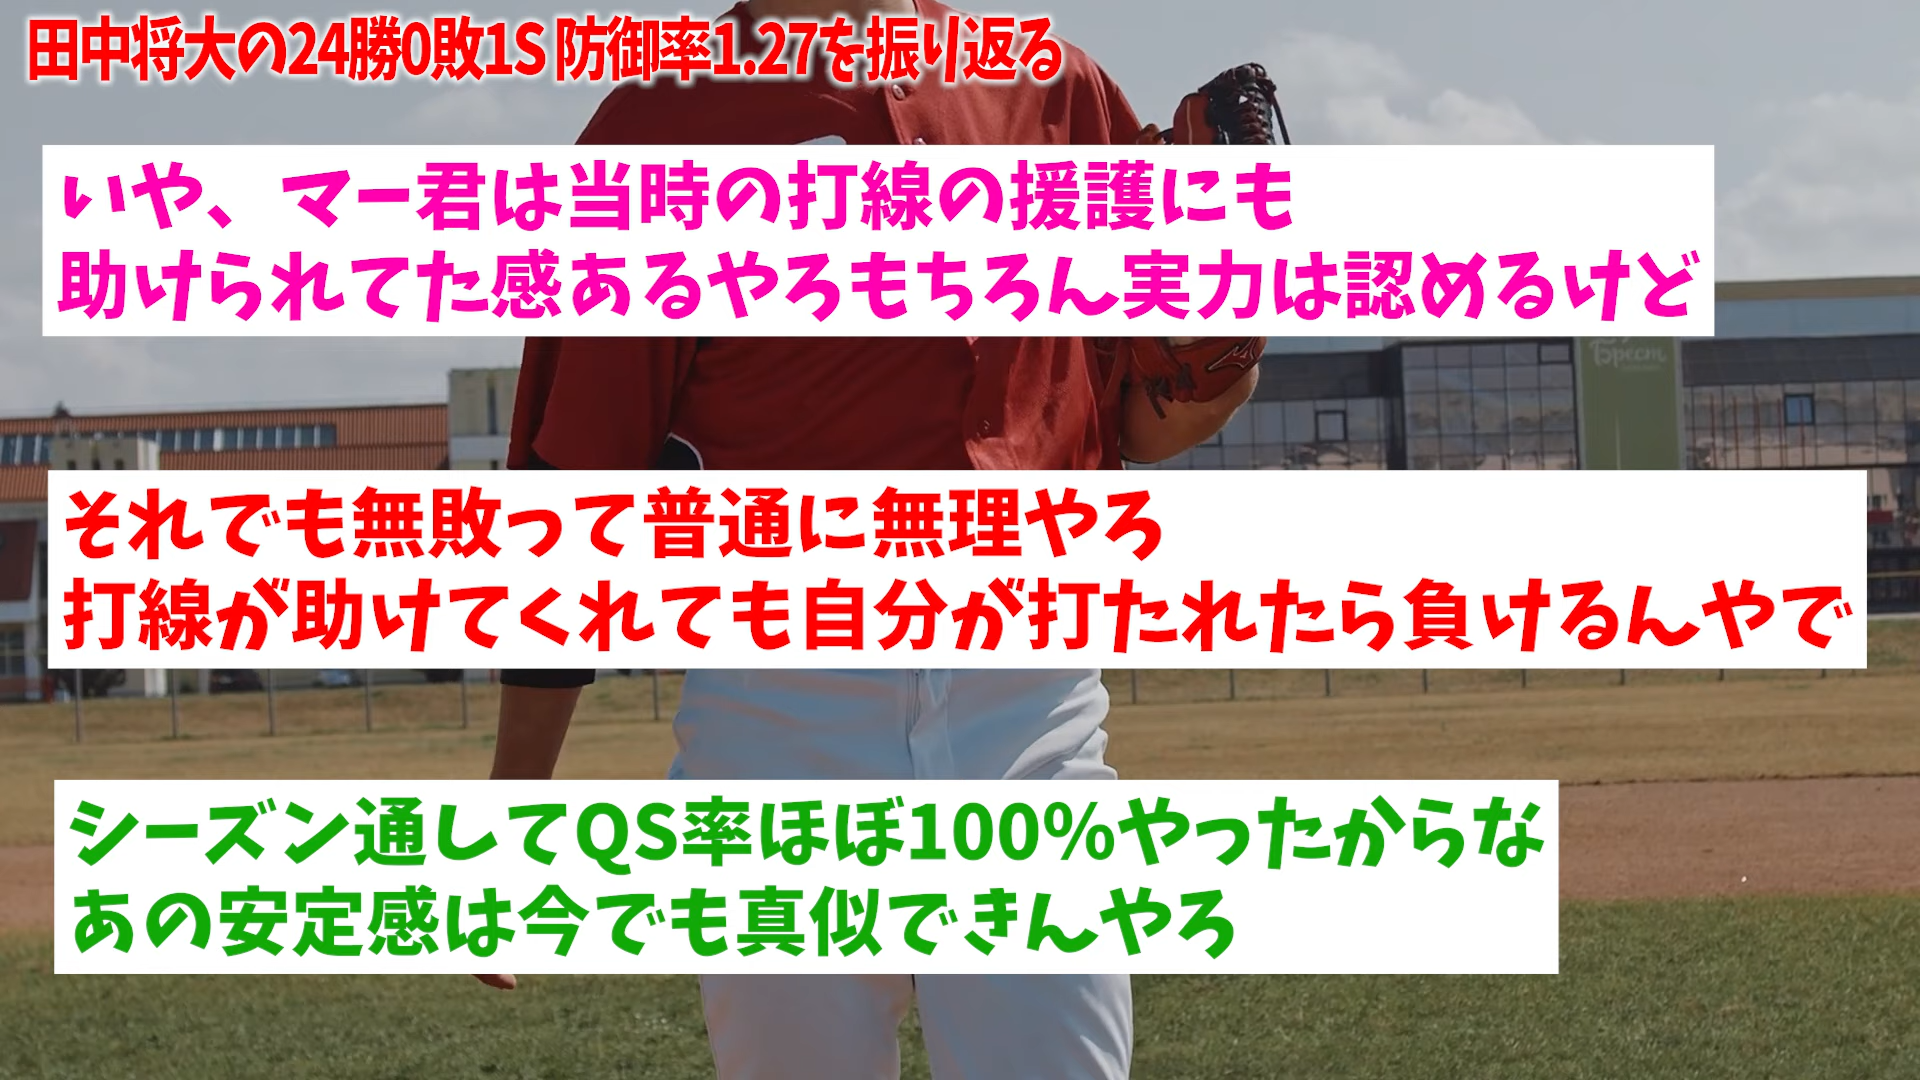 田中将大の24勝0敗1S 防御率1.27を振り返る
いや、マー君は当時の打線の援護にも
助けられてた感あるやろもちろん実力は認めるけど
Брест
それでも無敗って普通に無理やろ
打線が助けてくれても自分が打たれたら負けるんやで
シーズン通してQS率ほぼ100%やったからな
あの安定感は今でも真似できんやろ